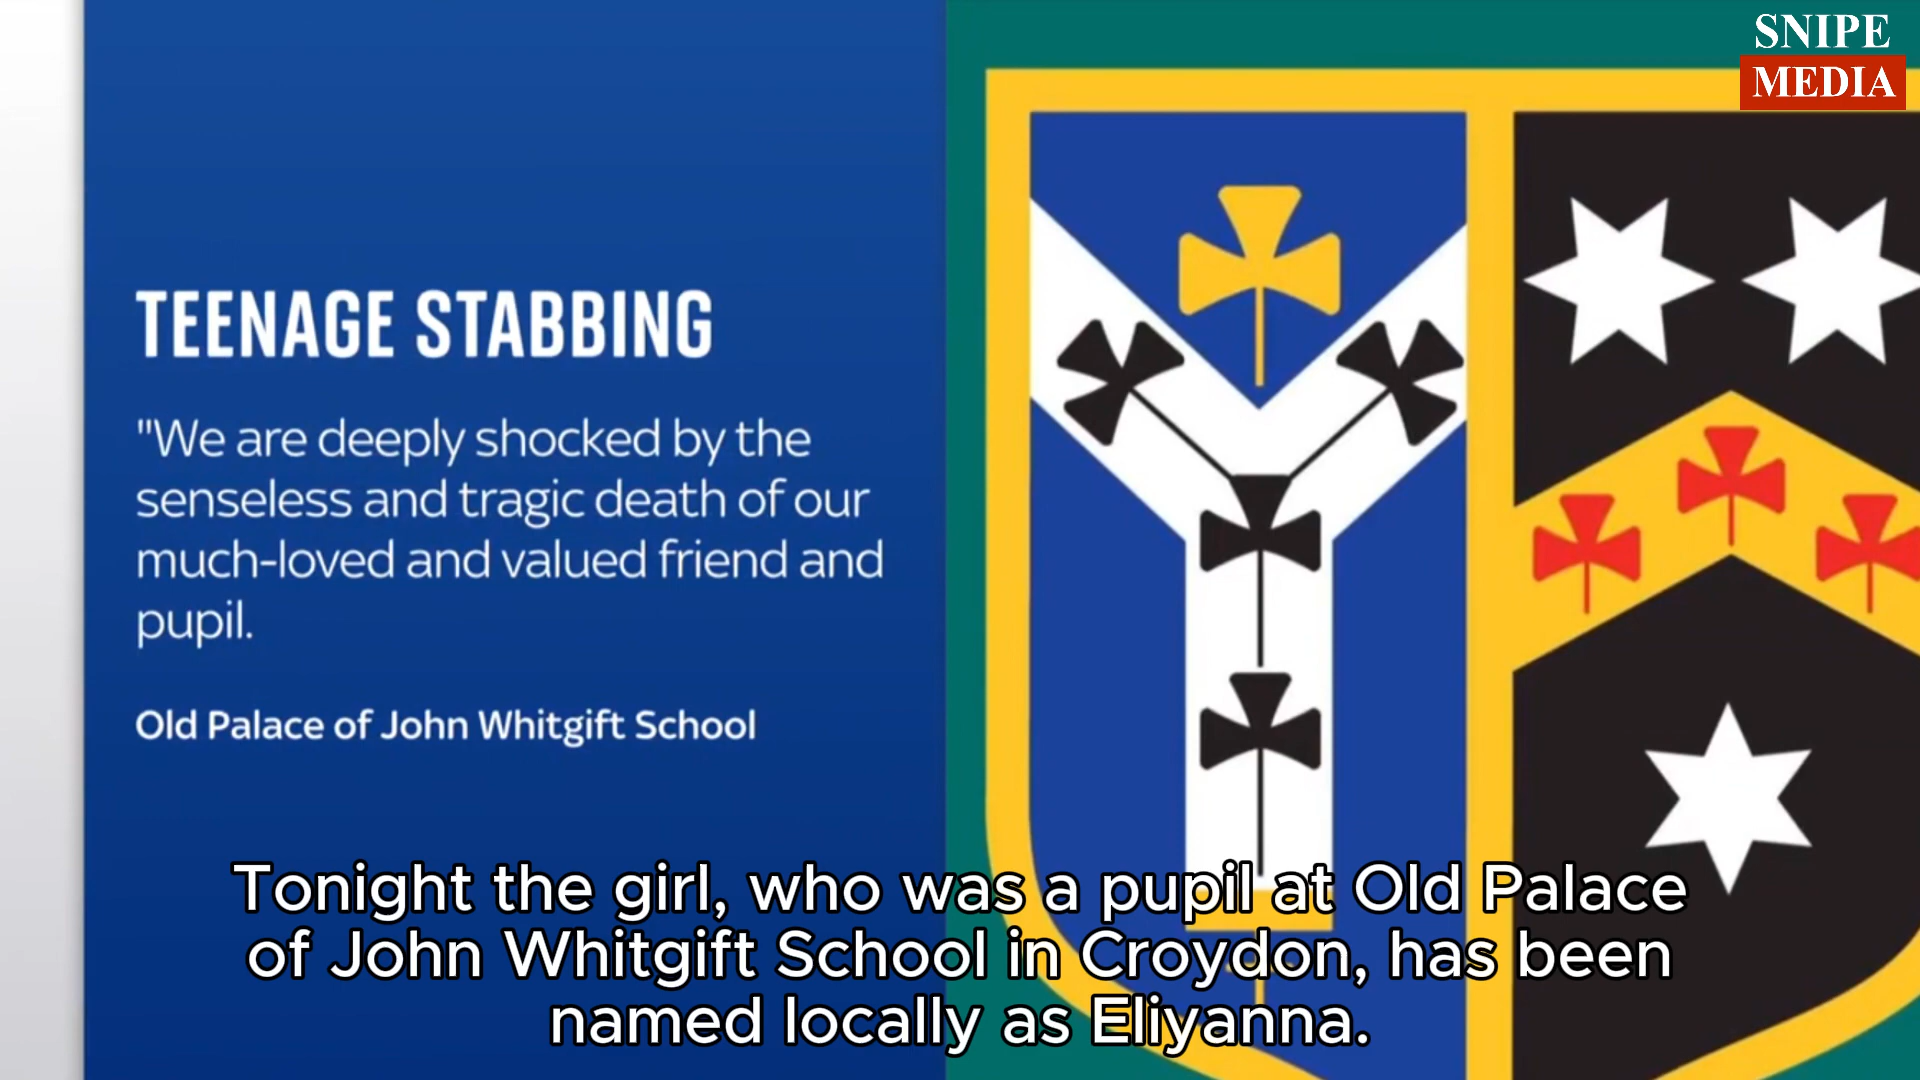 SNIPE
MEDIA
TEENAGE STABBING
"We are deeply shocked by the
senseless and tragic death of our
much-loved and valued friend and
pupil.
Old Palace of John Whitgift School
Tonight the girl, who was a pupil at Old Palace
of John Whitgift School in Croydon, has been
named locally as Eliyanna.